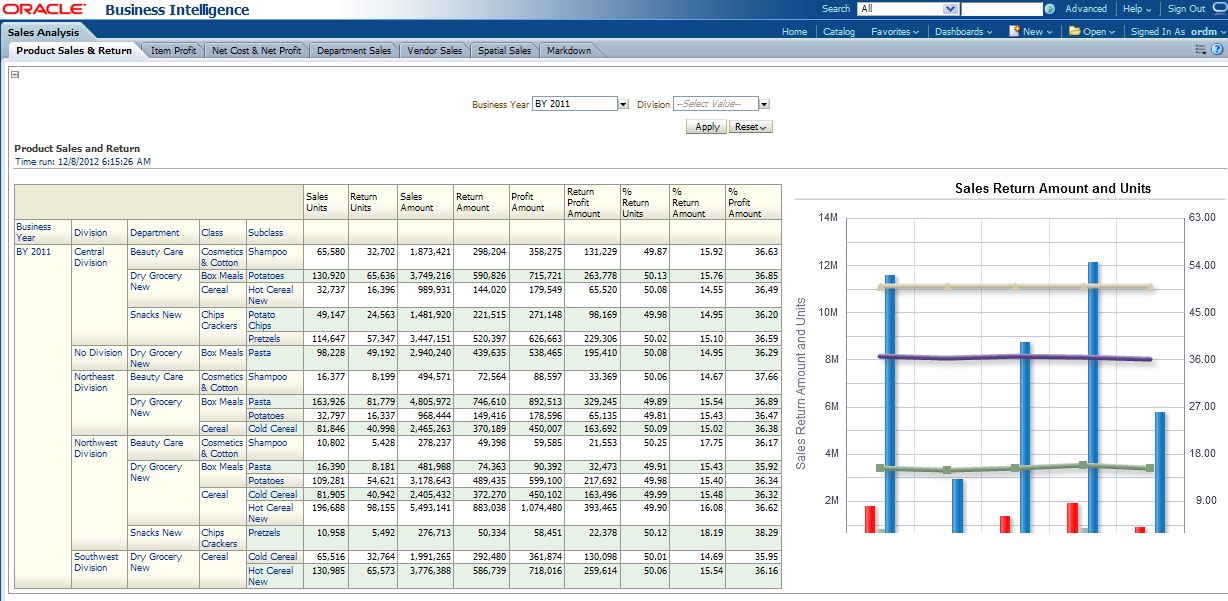 ORACLE Business Intelligence
Search All Advanced Help Sign Out
Sales Analysis
Home Catalog Favorites Dashboards New Open Signed In As ordm
Product Sales & Return Item Profit Net Cost & Net Profit Department Sales Vendor Sales Spatial Sales Markdown
Business Year BY 2011 Division --Select Value--
Apply Reset
Product Sales and Return
Time run: 12/8/2012 6:15:26 AM
Sales Units Return Units Sales Amount Return Amount Profit Amount Return Profit Amount % Return Units % Return Amount % Profit Amount
Business Year Division Department Class Subclass
BY 2011 Central Division Beauty Care Cosmetics & Cotton Shampoo 65,580 32,702 1,873,421 298,204 358,275 131,229 49.87 15.92 36.63
Dry Grocery New Box Meals Potatoes 130,920 65,636 3,749,216 590,826 715,721 263,778 50.13 15.76 36.85
Cereal Hot Cereal New 32,737 16,396 989,931 144,020 179,549 65,520 50.08 14.55 36.49
Snacks New Chips Crackers Potato Chips 49,147 24,563 1,481,920 221,515 271,148 98,169 49.98 14.95 36.20
Pretzels 114,647 57,347 3,447,151 520,397 626,663 229,306 50.02 15.10 36.59
No Division Dry Grocery New Box Meals Pasta 98,228 49,192 2,940,240 439,635 538,465 195,410 50.08 14.95 36.29
Northeast Division Beauty Care Cosmetics & Cotton Shampoo 16,377 8,199 494,571 72,564 88,597 33,369 50.06 14.67 37.66
Dry Grocery New Box Meals Pasta 163,926 81,779 4,805,972 746,610 892,513 329,245 49.89 15.54 36.89
Potatoes 32,797 16,337 968,444 149,416 178,596 65,135 49.81 15.43 36.47
Cereal Cold Cereal 81,846 40,998 2,465,263 370,189 450,007 163,692 50.09 15.02 36.38
Northwest Division Beauty Care Cosmetics & Cotton Shampoo 10,802 5,428 278,237 49,398 59,585 21,553 50.25 17.75 36.17
Dry Grocery New Box Meals Pasta 16,390 8,181 481,988 74,363 90,392 32,473 49.91 15.43 35.92
Potatoes 109,281 54,621 3,178,643 489,435 599,100 217,692 49.98 15.40 36.34
Cereal Cold Cereal 81,905 40,942 2,405,432 372,270 450,102 163,496 49.99 15.48 36.32
Hot Cereal New 196,688 98,155 5,493,141 883,038 1,074,480 393,465 49.90 16.08 36.62
Snacks New Chips Crackers Pretzels 10,958 5,492 276,713 50,334 58,451 22,378 50.12 18.19 38.29
Southwest Division Dry Grocery New Cereal Cold Cereal 65,516 32,764 1,991,265 292,480 361,874 130,098 50.01 14.69 35.95
Hot Cereal New 130,985 65,573 3,776,388 586,739 718,016 259,614 50.06 15.54 36.16
Sales Return Amount and Units
Sales Return Amount and Units
14M 63.00
12M 54.00
10M 45.00
8M 36.00
6M 27.00
4M 18.00
2M 9.00